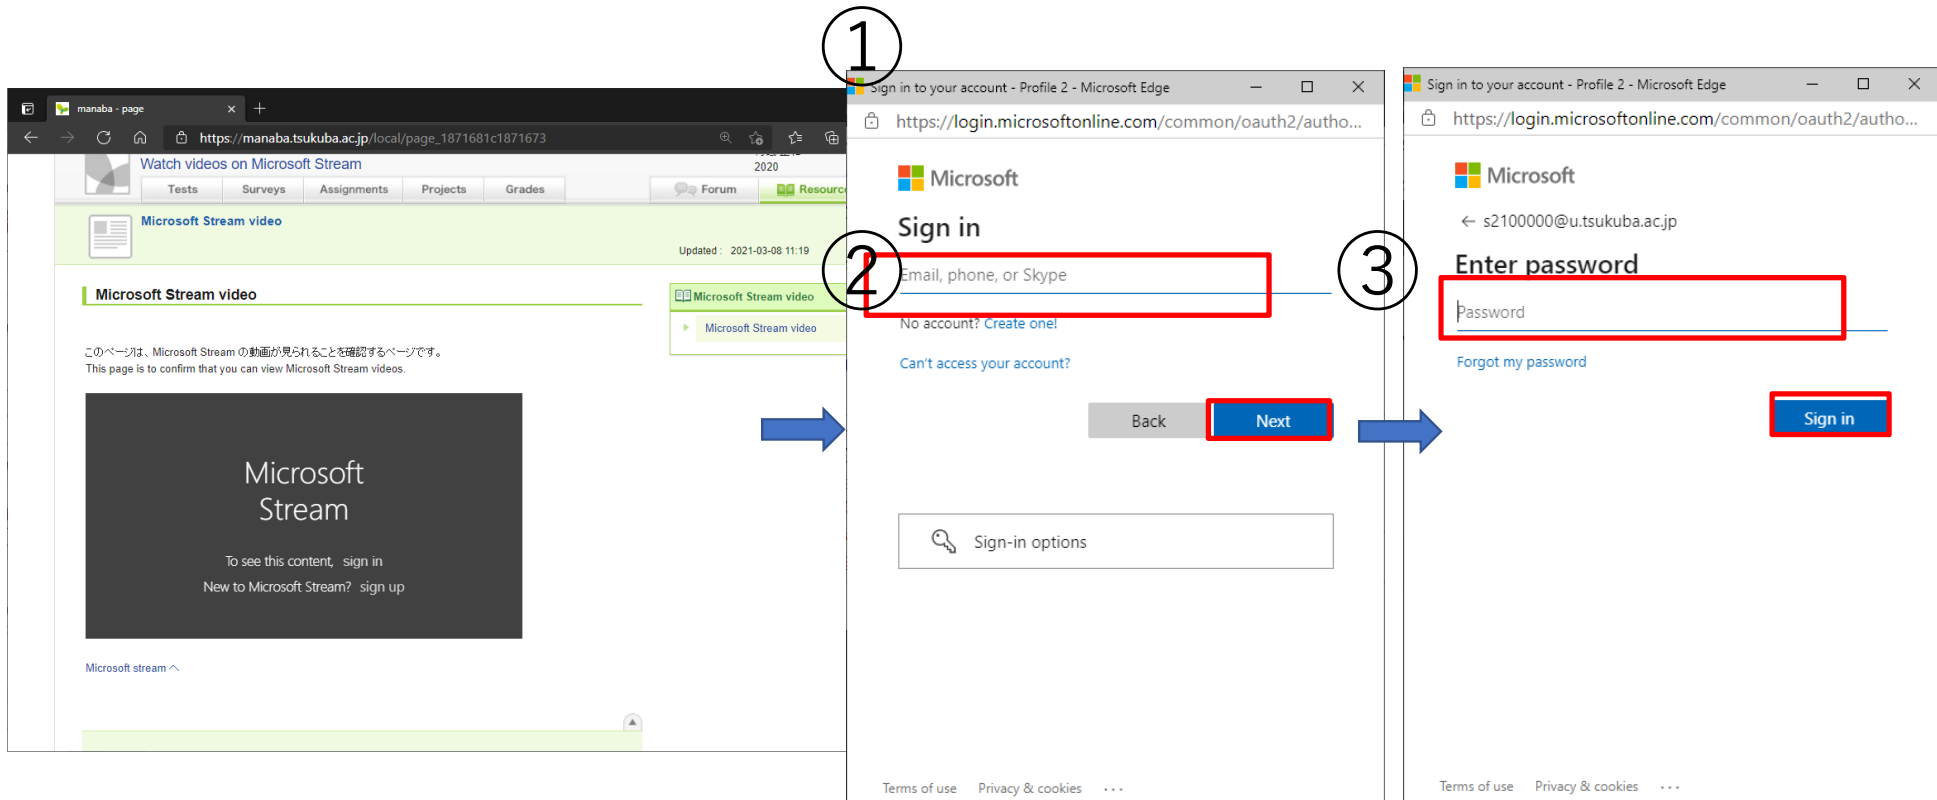 ①
manaba - page
https://manaba.tsukuba.ac.jp/local/page_1871681c1871673
Watch videos on Microsoft Stream
2020
Tests Surveys Assignments Projects Grades
Forum Resourc
Microsoft Stream video
Updated : 2021-03-08 11:19
Microsoft Stream video
Microsoft Stream video
Microsoft Stream video
このページは、Microsoft Stream の動画が見られることを確認するページです。
This page is to confirm that you can view Microsoft Stream videos.
Microsoft
Stream
To see this content, sign in
New to Microsoft Stream? sign up
Microsoft stream
Sign in to your account - Profile 2 - Microsoft Edge
https://login.microsoftonline.com/common/oauth2/autho...
Microsoft
Sign in
②
Email, phone, or Skype
No account? Create one!
Can't access your account?
Back Next
Sign-in options
Terms of use Privacy & cookies ...
Sign in to your account - Profile 2 - Microsoft Edge
https://login.microsoftonline.com/common/oauth2/autho...
Microsoft
← s2100000@u.tsukuba.ac.jp
③
Enter password
Password
Forgot my password
Sign in
Terms of use Privacy & cookies ...